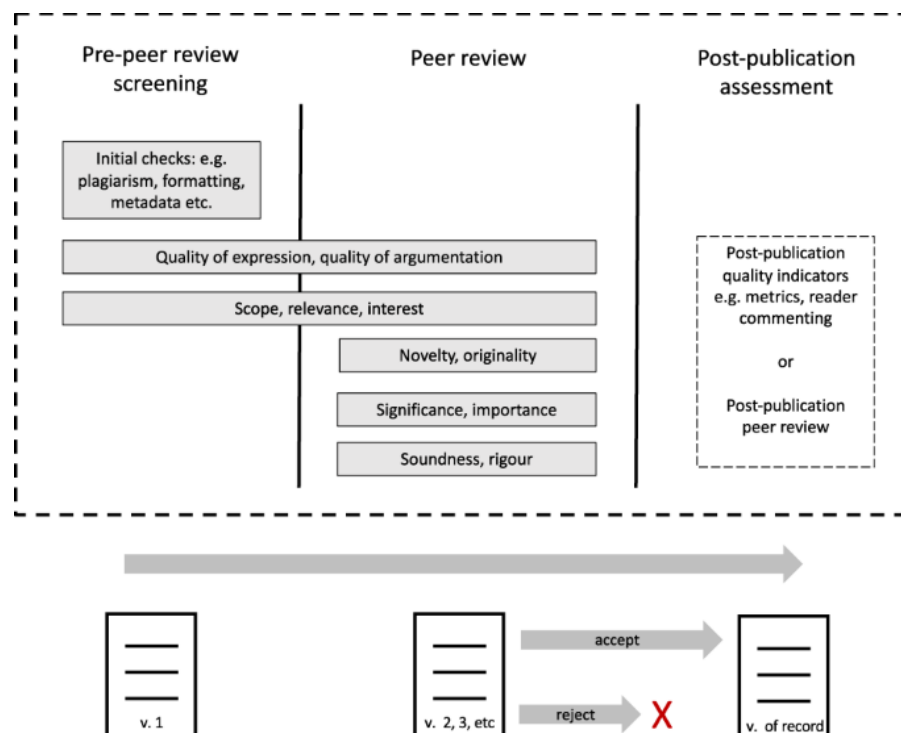 Pre-peer review
screening
Peer review
Post-publication
assessment
Initial checks: e.g.
plagiarism, formatting,
metadata etc.
Quality of expression, quality of argumentation
Scope, relevance, interest
Novelty, originality
Significance, importance
Soundness, rigour
Post-publication
quality indicators
e.g. metrics, reader
commenting
or
Post-publication
peer review
accept
reject
X
v. 1
v. 2, 3, etc
v. of record